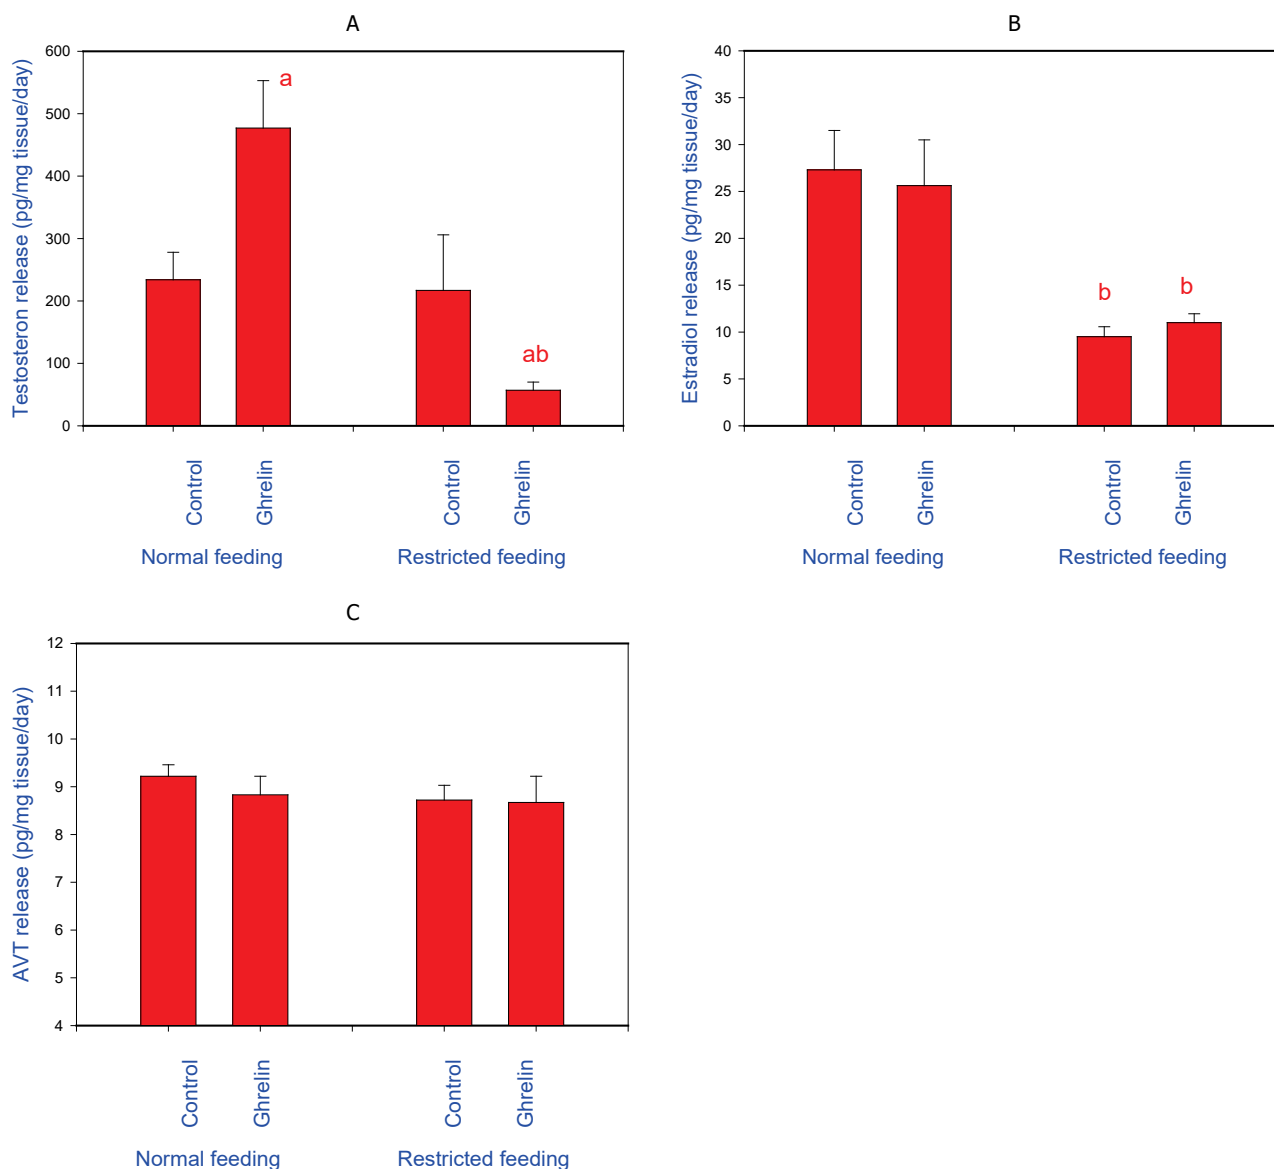 A
Testosteron release (pg/mg tissue/day)
600
500
400
300
200
100
0
a
ab
Control
Ghrelin
Control
Ghrelin
Normal feeding
Restricted feeding
B
Estradiol release (pg/mg tissue/day)
40
35
30
25
20
15
10
5
0
b
b
Control
Ghrelin
Control
Ghrelin
Normal feeding
Restricted feeding
C
AVT release (pg/mg tissue/day)
12
11
10
9
8
7
6
5
4
Control
Ghrelin
Control
Ghrelin
Normal feeding
Restricted feeding